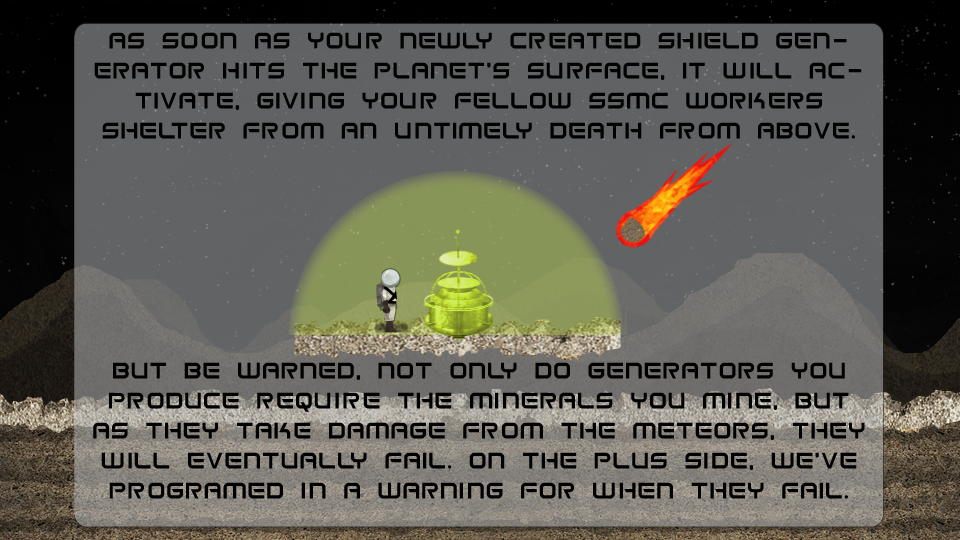 AS SOON AS YOUR NEWLY CREATED SHIELD GEN-
ERATOR HITS THE PLANET'S SURFACE, IT WILL AC-
TIVATE, GIVING YOUR FELLOW SSMC WORKERS
SHELTER FROM AN UNTIMELY DEATH FROM ABOVE.
BUT BE WARNED, NOT ONLY DO GENERATORS YOU
PRODUCE REQUIRE THE MINERALS YOU MINE, BUT
AS THEY TAKE DAMAGE FROM THE METEORS, THEY
WILL EVENTUALLY FAIL. ON THE PLUS SIDE, WE'VE
PROGRAMED IN A WARNING FOR WHEN THEY FAIL.